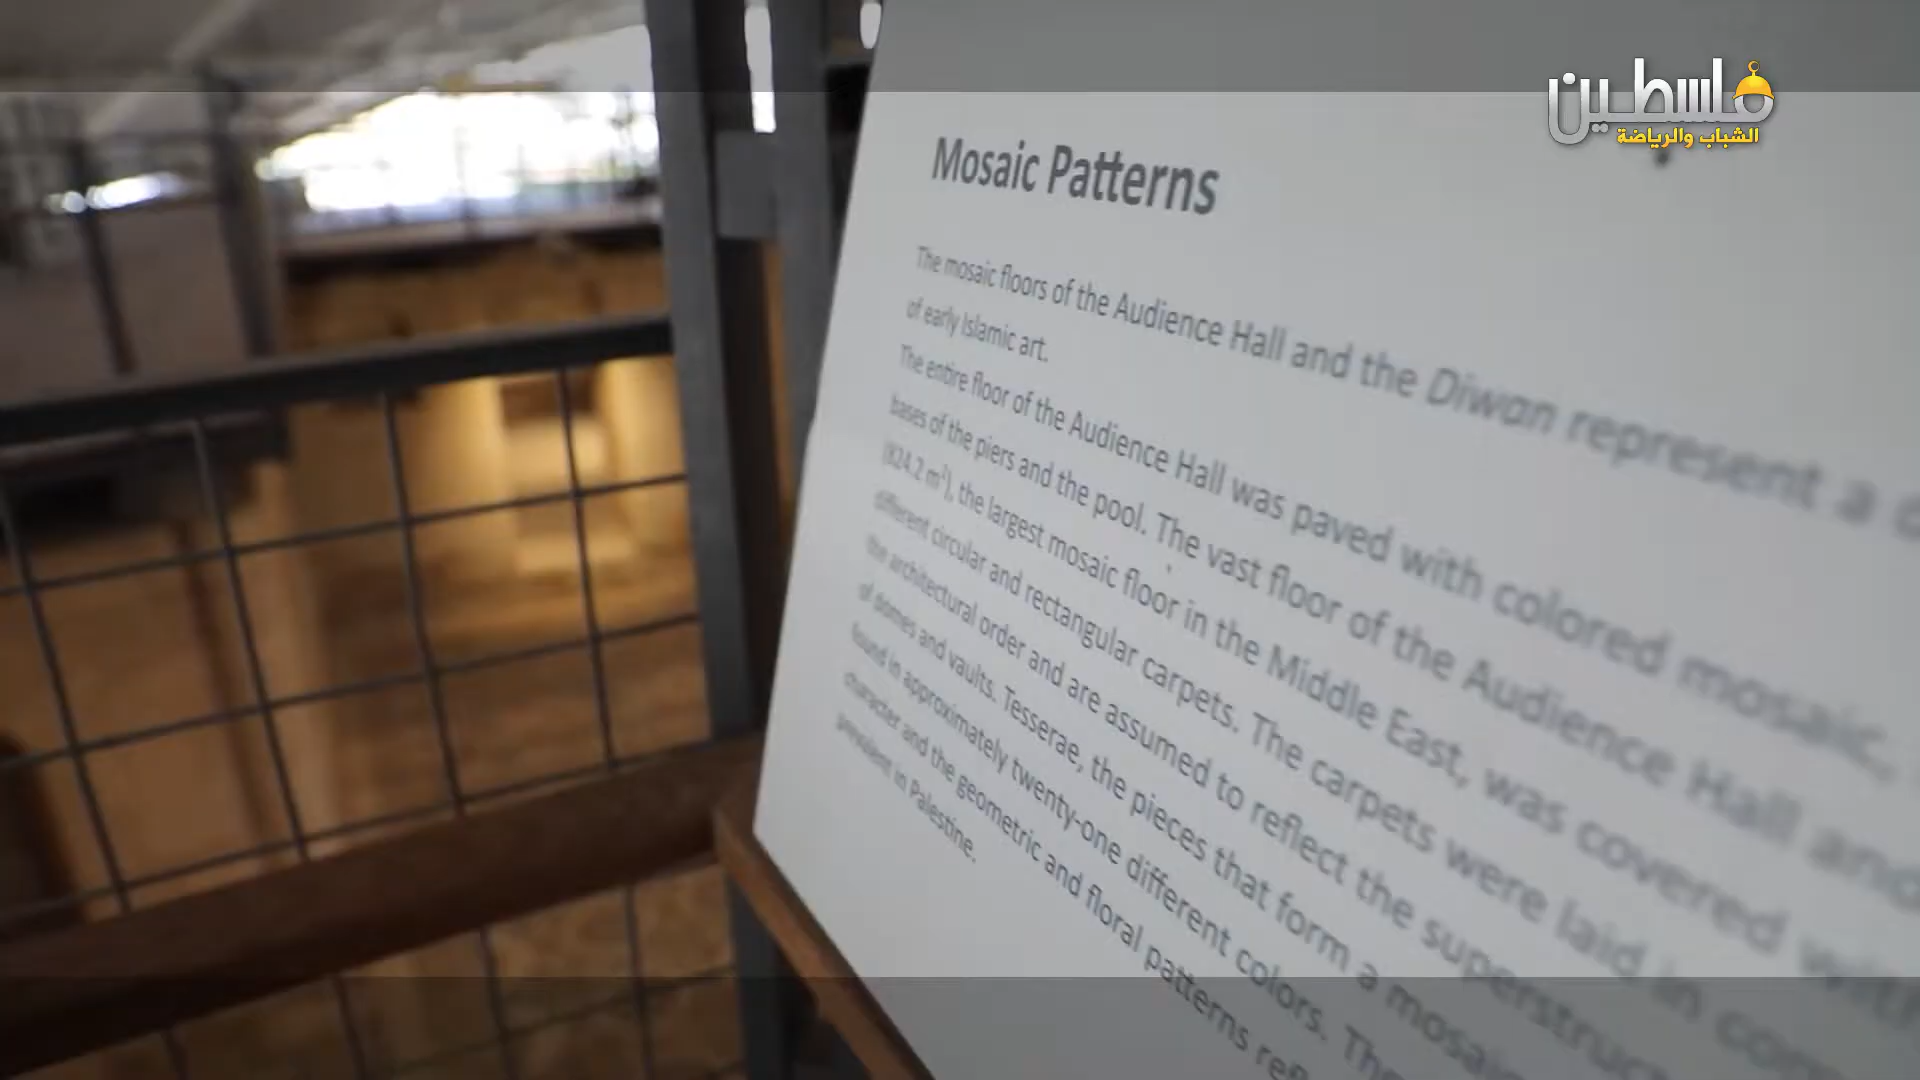 فلسطين
الشباب والرياضة
Mosaic Patterns
The mosaic floors of the Audience Hall and the Diwan represent a
of early Islamic art.
The entire floor of the Audience Hall was paved with colored mosaic,
bases of the piers and the pool. The vast floor of the Audience Hall and
(824.2 m²), the largest mosaic floor in the Middle East, was covered with
different circular and rectangular carpets. The carpets were laid in
the architectural order and are assumed to reflect the
of domes and vaults. Tesserae, the pieces that form a
found in approximately twenty-one different colors. The
character and the geometric and floral patterns
prevalent in Palestine.